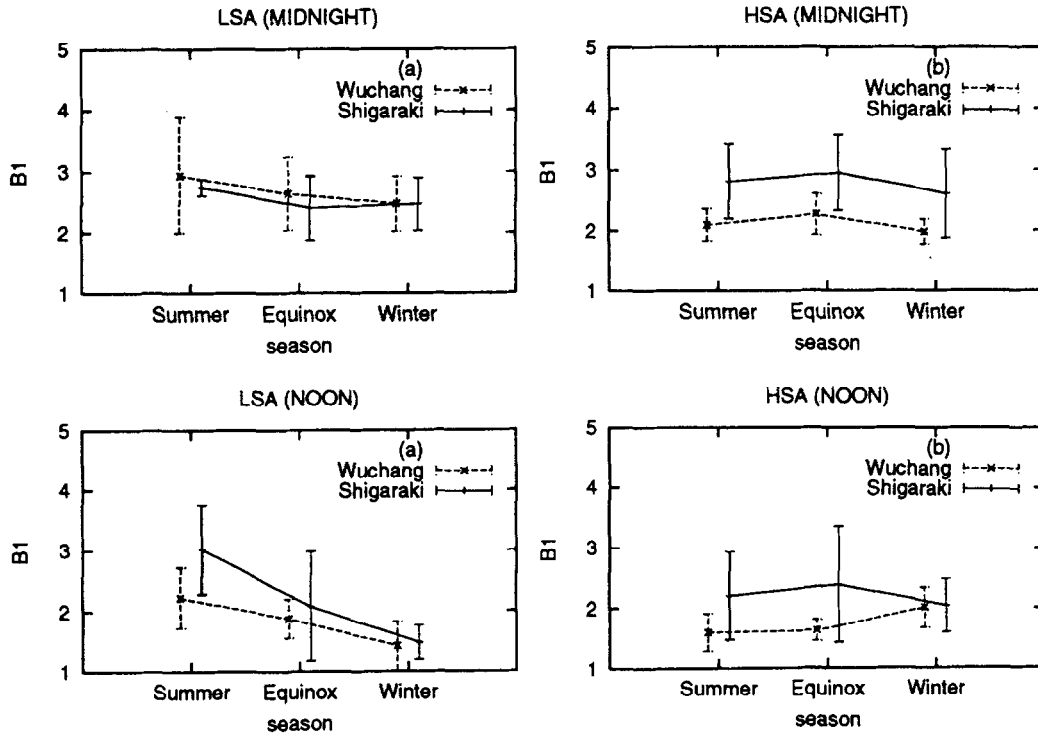 LSA (MIDNIGHT)
5
4
3
2
1
B1
(a)
Wuchang
Shigaraki
Summer Equinox Winter
season
HSA (MIDNIGHT)
5
4
3
2
1
B1
(b)
Wuchang
Shigaraki
Summer Equinox Winter
season
LSA (NOON)
5
4
3
2
1
B1
(a)
Wuchang
Shigaraki
Summer Equinox Winter
season
HSA (NOON)
5
4
3
2
1
B1
(b)
Wuchang
Shigaraki
Summer Equinox Winter
season